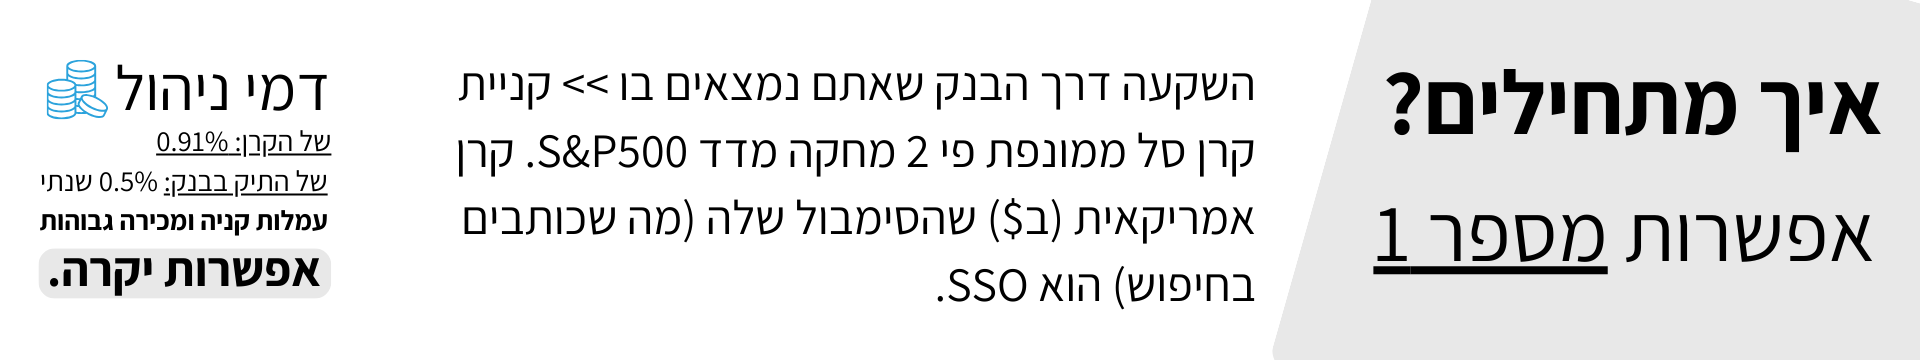 איך מתחילים?
אפשרות מספר 1
השקעה דרך הבנק שאתם נמצאים בו >> קניית
קרן סל ממונפת פי 2 מחקה מדד S&P500. קרן
אמריקאית (ב$) שהסימבול שלה (מה שכותבים
בחיפוש) הוא SSO.
דמי ניהול
של הקרן: 0.91%
של התיק בבנק: 0.5% שנתי
עמלות קניה ומכירה גבוהות
אפשרות יקרה.